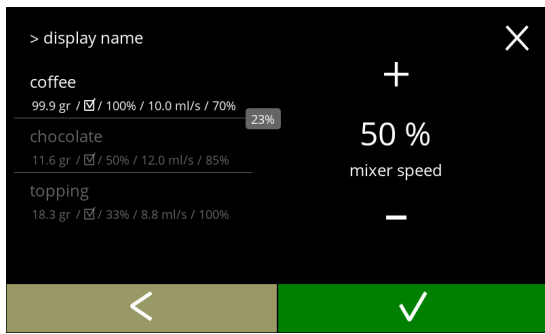 > display name
coffee
99.9 gr / ☑ / 100% / 10.0 ml/s / 70%
23%
chocolate
11.6 gr / ☑ / 50% / 12.0 ml/s / 85%
topping
18.3 gr / ☑ / 33% / 8.8 ml/s / 100%
50 %
mixer speed